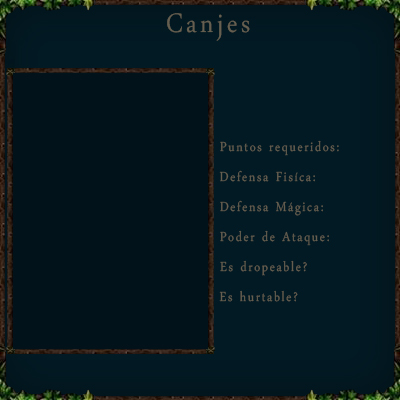 Canjes
Puntos requeridos:
Defensa Fisíca:
Defensa Mágica:
Poder de Ataque:
Es dropeable?
Es hurtable?